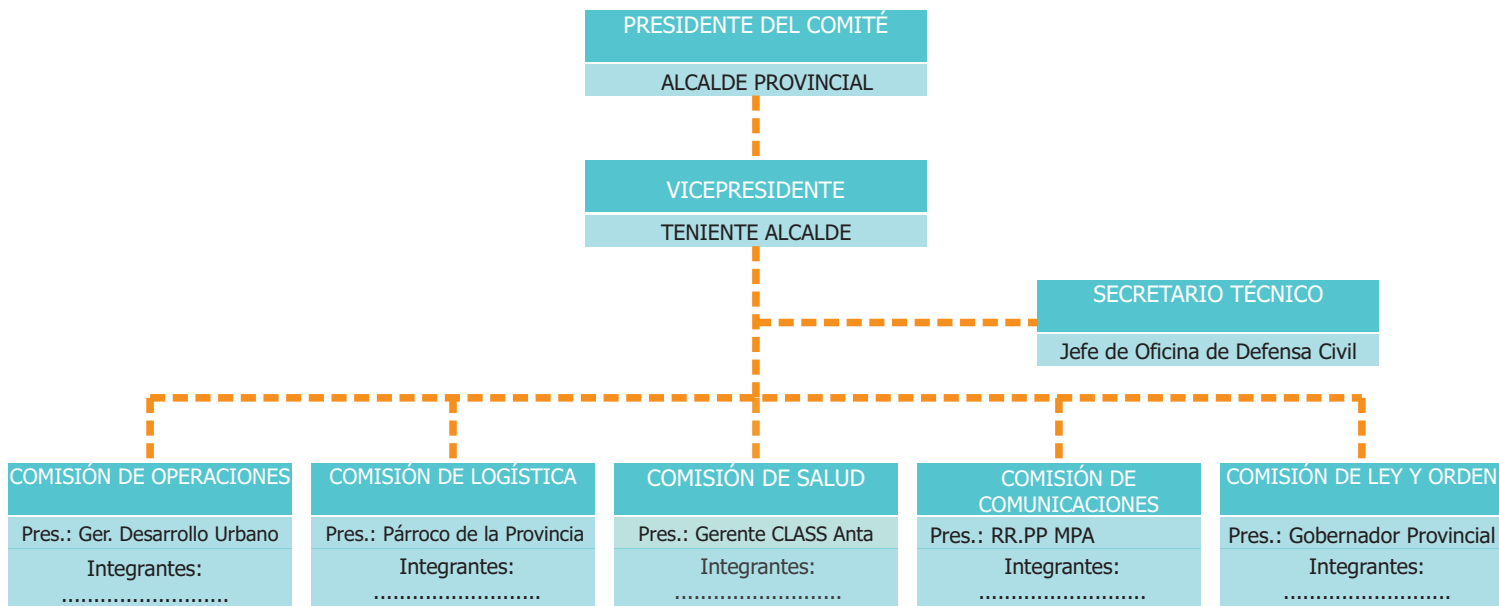 PRESIDENTE DEL COMITÉ
ALCALDE PROVINCIAL
VICEPRESIDENTE
TENIENTE ALCALDE
SECRETARIO TÉCNICO
Jefe de Oficina de Defensa Civil
COMISIÓN DE OPERACIONES
Pres.: Ger. Desarrollo Urbano
Integrantes:
...........................
COMISIÓN DE LOGÍSTICA
Pres.: Párroco de la Provincia
Integrantes:
...........................
COMISIÓN DE SALUD
Pres.: Gerente CLASS Anta
Integrantes:
...........................
COMISIÓN DE
COMUNICACIONES
Pres.: RR.PP MPA
Integrantes:
...........................
COMISIÓN DE LEY Y ORDEN
Pres.: Gobernador Provincial
Integrantes:
...........................